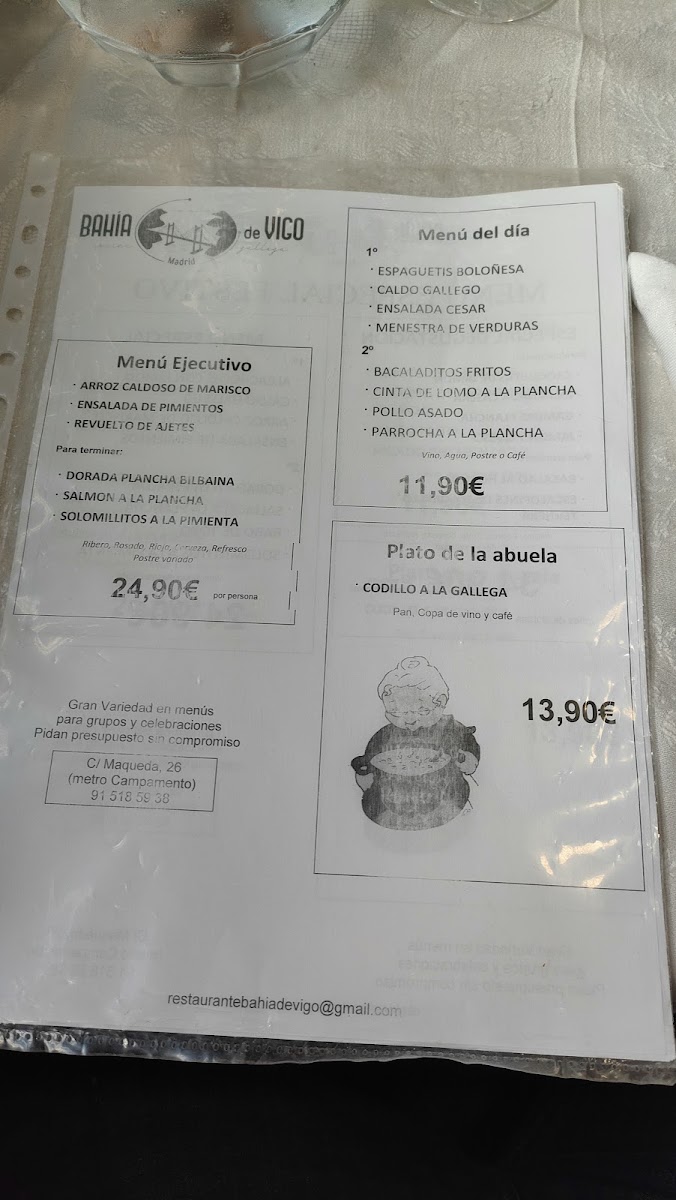 BAHÍA de VIGO
Madrid
Menú Ejecutivo
· ARROZ CALDOSO DE MARISCO
· ENSALADA DE PIMIENTOS
· REVUELTO DE AJETES
Para terminar:
· DORADA PLANCHA BILBAINA
· SALMON A LA PLANCHA
· SOLOMILLITOS A LA PIMIENTA
Ribera, Rosado, Rioja, Cerveza, Refresco
Postre variado
24,90€ por persona
Gran Variedad en menús
para grupos y celebraciones
Pidan presupuesto sin compromiso
C/ Maqueda, 26
(metro Campamento)
91 518 59 38
Menú del día
1º
· ESPAGUETIS BOLOÑESA
· CALDO GALLEGO
· ENSALADA CESAR
· MENESTRA DE VERDURAS
2º
· BACALADITOS FRITOS
· CINTA DE LOMO A LA PLANCHA
· POLLO ASADO
· PARROCHA A LA PLANCHA
Vino, Agua, Postre o Café
11,90€
Plato de la abuela
· CODILLO A LA GALLEGA
Pan, Copa de vino y café
13,90€
restaurantebahiadevigo@gmail.com